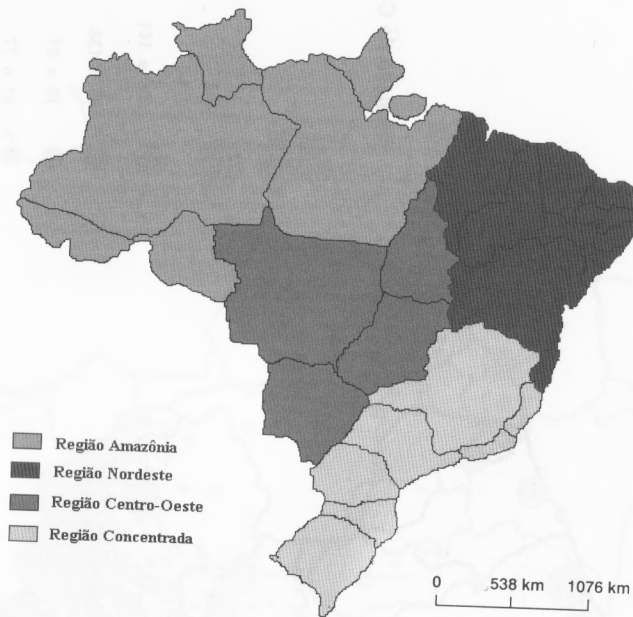 Região Amazônia
Região Nordeste
Região Centro-Oeste
Região Concentrada
0 538 km 1076 km